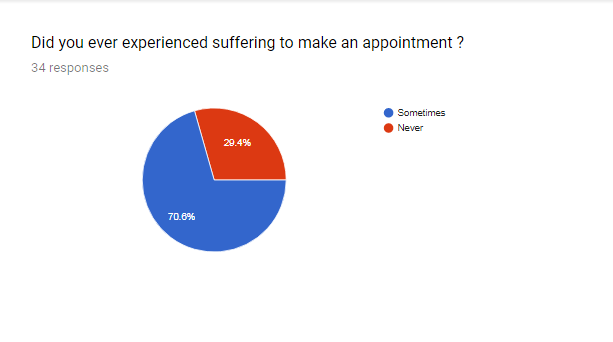 Did you ever experienced suffering to make an appointment ?
34 responses
Sometimes
Never
29.4%
70.6%